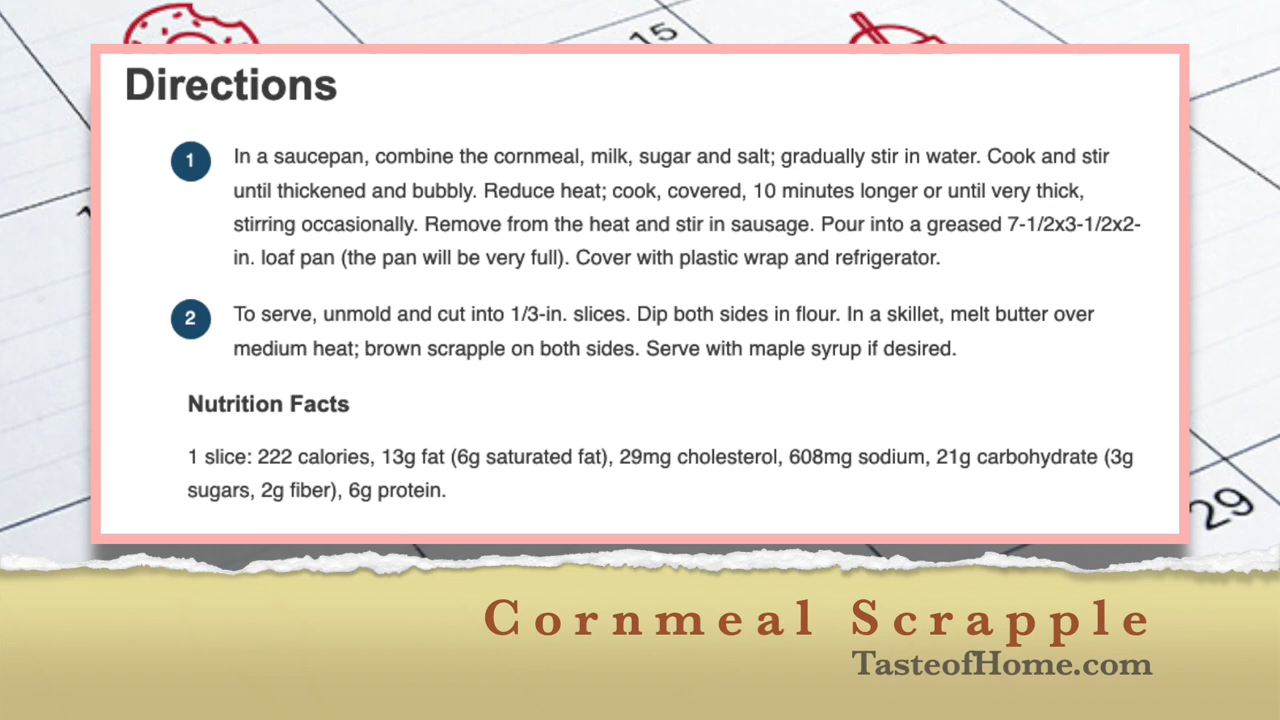 15
Directions
1 In a saucepan, combine the cornmeal, milk, sugar and salt; gradually stir in water. Cook and stir
until thickened and bubbly. Reduce heat; cook, covered, 10 minutes longer or until very thick,
stirring occasionally. Remove from the heat and stir in sausage. Pour into a greased 7-1/2x3-1/2x2-
in. loaf pan (the pan will be very full). Cover with plastic wrap and refrigerator.
2 To serve, unmold and cut into 1/3-in. slices. Dip both sides in flour. In a skillet, melt butter over
medium heat; brown scrapple on both sides. Serve with maple syrup if desired.
Nutrition Facts
1 slice: 222 calories, 13g fat (6g saturated fat), 29mg cholesterol, 608mg sodium, 21g carbohydrate (3g
sugars, 2g fiber), 6g protein.
29
Cornmeal Scrapple
TasteofHome.com